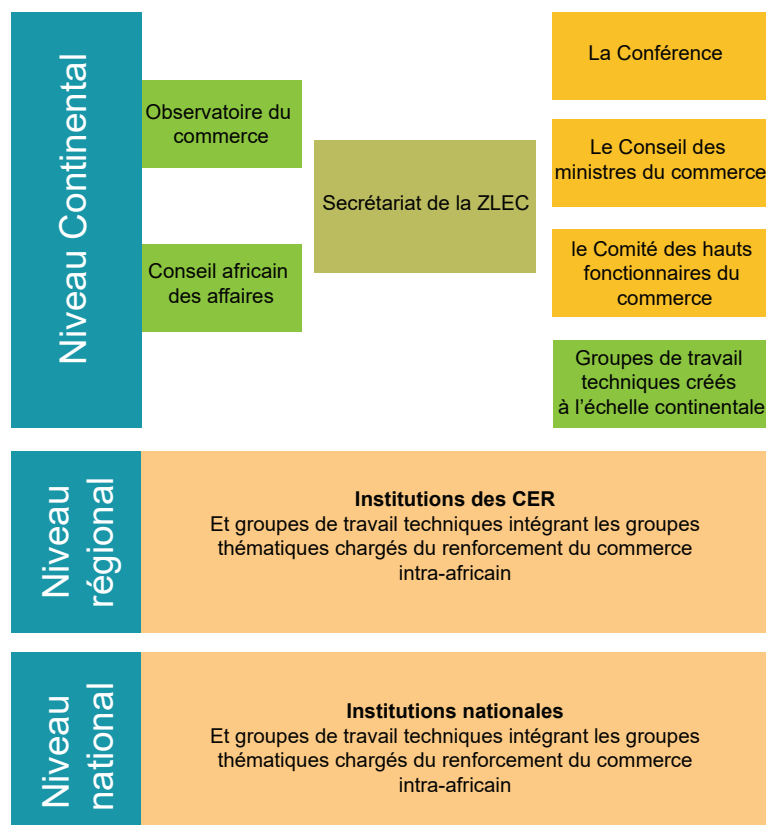 Niveau Continental
Observatoire du
commerce
Conseil africain
des affaires
Secrétariat de la ZLEC
La Conférence
Le Conseil des
ministres du commerce
le Comité des hauts
fonctionnaires du
commerce
Groupes de travail
techniques créés
à l’échelle continentale
Niveau
régional
Institutions des CER
Et groupes de travail techniques intégrant les groupes
thématiques chargés du renforcement du commerce
intra-africain
Niveau
national
Institutions nationales
Et groupes de travail techniques intégrant les groupes
thématiques chargés du renforcement du commerce
intra-africain